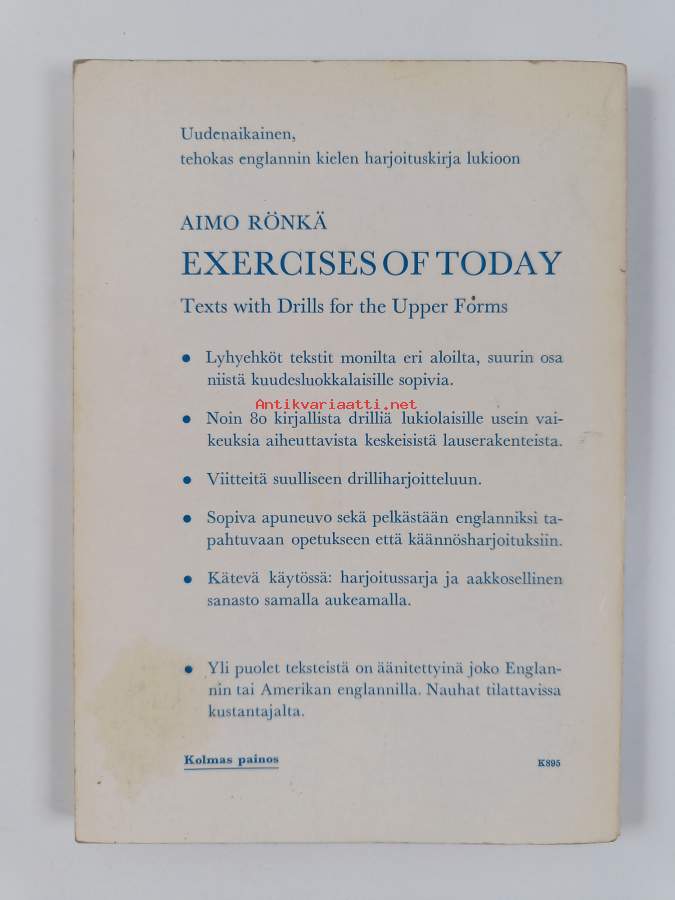 Uudenaikainen,
tehokas englannin kielen harjoituskirja lukioon
AIMO RÖNKÄ
EXERCISES OF TODAY
Texts with Drills for the Upper Forms
• Lyhyehköt tekstit monilta eri aloilta, suurin osa
niistä kuudesluokkalaisille sopivia.
Antikvariaatti.net
• Noin 80 kirjallista drilliä lukiolaisille usein vai-
keuksia aiheuttavista keskeisistä lauserakenteista.
• Viitteitä suulliseen drilliharjoitteluun.
• Sopiva apuneuvo sekä pelkästään englanniksi ta-
pahtuvaan opetukseen että käännösharjoituksiin.
• Kätevä käytössä: harjoitussarja ja aakkosellinen
sanasto samalla aukeamalla.
• Yli puolet teksteistä on äänitettyinä joko Englan-
nin tai Amerikan englannilla. Nauhat tilattavissa
kustantajalta.
Kolmas painos
K895